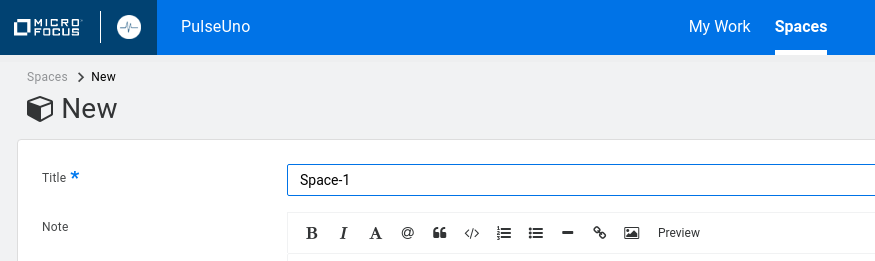 MICRO
FOCUS
PulseUno
My Work
Spaces
Spaces > New
New
Title *
Space-1
Note
B I A @ “ </> Preview